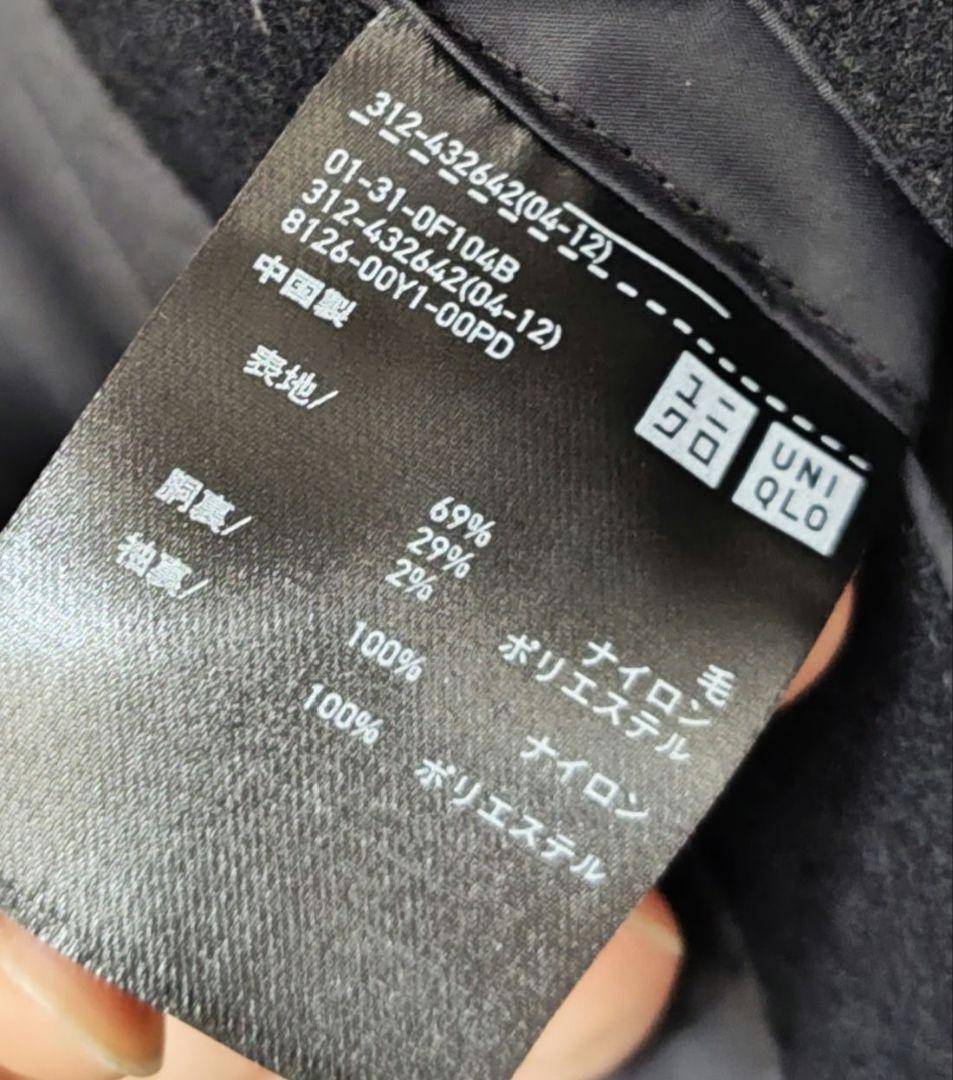 312-432642(04-12)
01-31-0F104B
312-432642(04-12)
8126-00Y1-00PD
中国製
ユニ
クロ
UNI
QLO
表地/
69% 毛
29% ナイロン
2% ポリエステル
胴裏/
100% ナイロン
袖裏/
100% ポリエステル